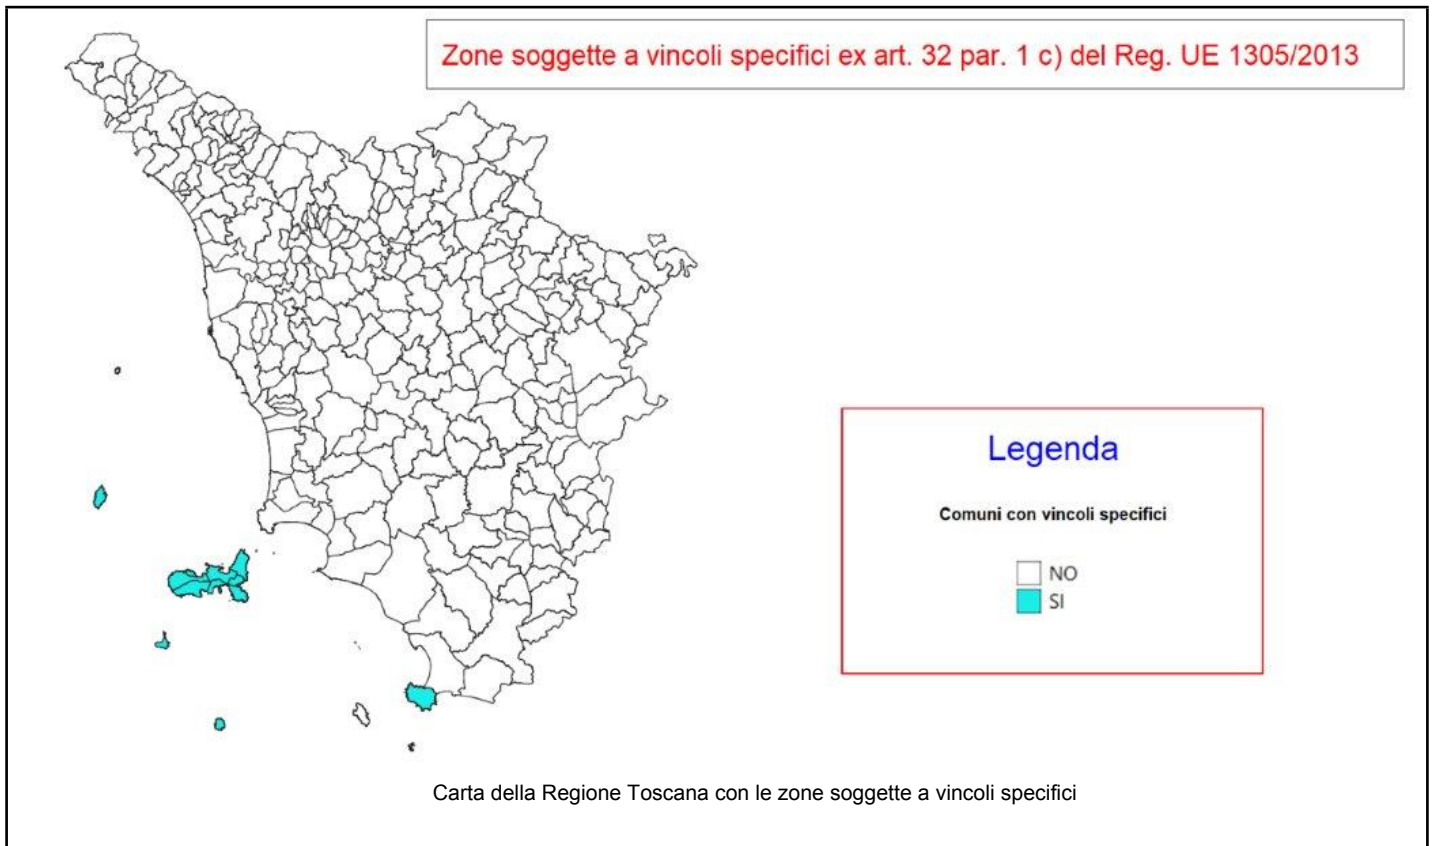 Zone soggette a vincoli specifici ex art. 32 par. 1 c) del Reg. UE 1305/2013
Legenda
Comuni con vincoli specifici
NO
SI
Carta della Regione Toscana con le zone soggette a vincoli specifici